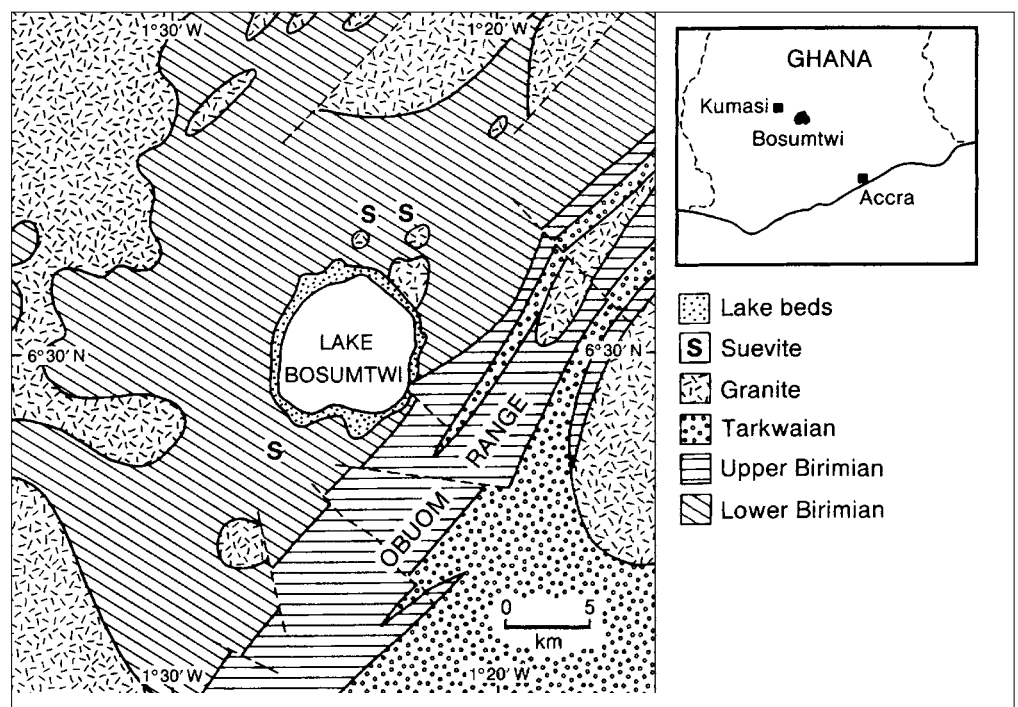 1°30′ W
1°20′ W
S
S
6°30′ N
6°30′ N
LAKE
BOSUMTWI
S
OBUOM RANGE
0 5
km
1°30′ W
1°20′ W
GHANA
Kumasi
Bosumtwi
Accra
Lake beds
S Suevite
Granite
Tarkwaian
Upper Birimian
Lower Birimian